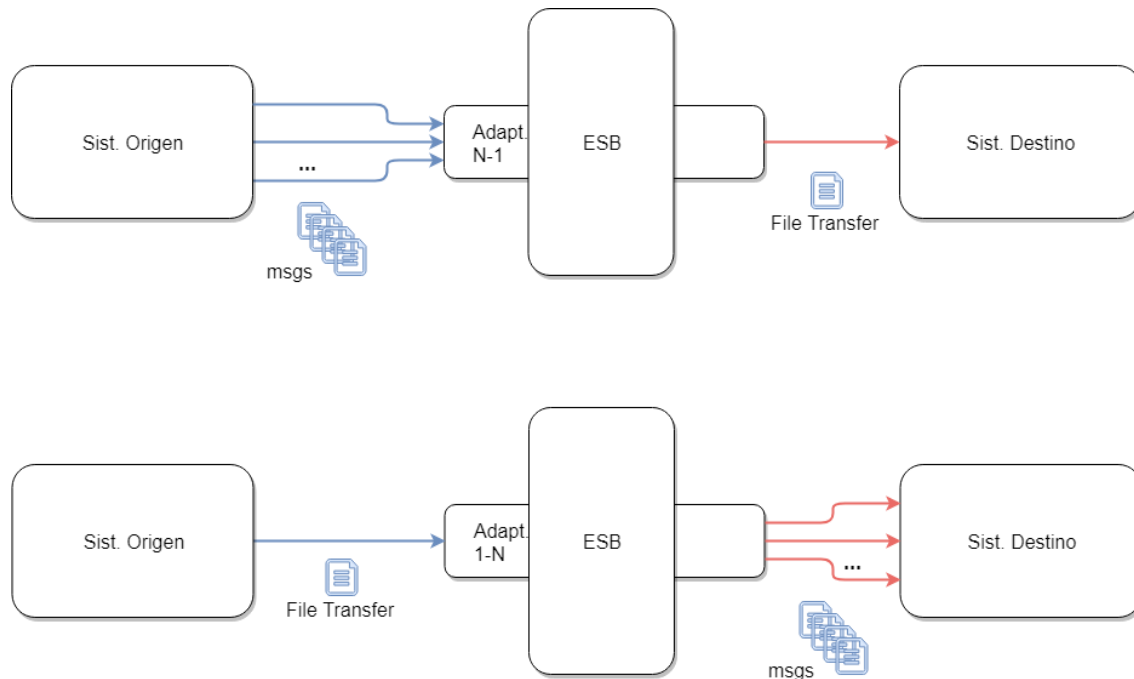 Sist. Origen
...
msgs
Adapt.
N-1
ESB
File Transfer
Sist. Destino
Sist. Origen
File Transfer
Adapt.
1-N
ESB
...
msgs
Sist. Destino